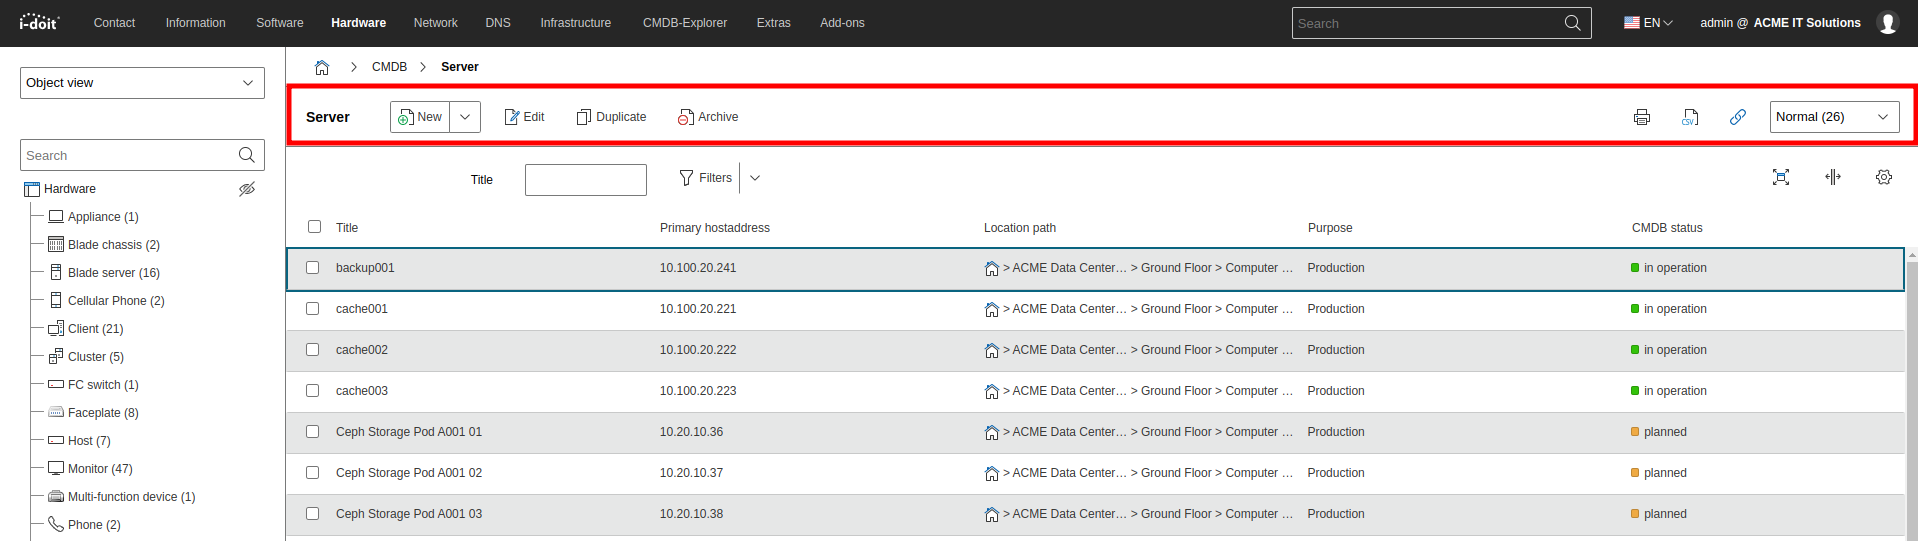 i-doit Contact Information Software Hardware Network DNS Infrastructure CMDB-Explorer Extras Add-ons Search EN admin @ ACME IT Solutions
Object view
CMDB Server
Server New Edit Duplicate Archive CSV Normal (26)
Search
Title Filters
Hardware
Appliance (1)
Blade chassis (2)
Blade server (16)
Cellular Phone (2)
Client (21)
Cluster (5)
FC switch (1)
Faceplate (8)
Host (7)
Monitor (47)
Multi-function device (1)
Phone (2)
Title Primary hostaddress Location path Purpose CMDB status
backup001 10.100.20.241 > ACME Data Center… > Ground Floor > Computer … Production in operation
cache001 10.100.20.221 > ACME Data Center… > Ground Floor > Computer … Production in operation
cache002 10.100.20.222 > ACME Data Center… > Ground Floor > Computer … Production in operation
cache003 10.100.20.223 > ACME Data Center… > Ground Floor > Computer … Production in operation
Ceph Storage Pod A001 01 10.20.10.36 > ACME Data Center… > Ground Floor > Computer … Production planned
Ceph Storage Pod A001 02 10.20.10.37 > ACME Data Center… > Ground Floor > Computer … Production planned
Ceph Storage Pod A001 03 10.20.10.38 > ACME Data Center… > Ground Floor > Computer … Production planned